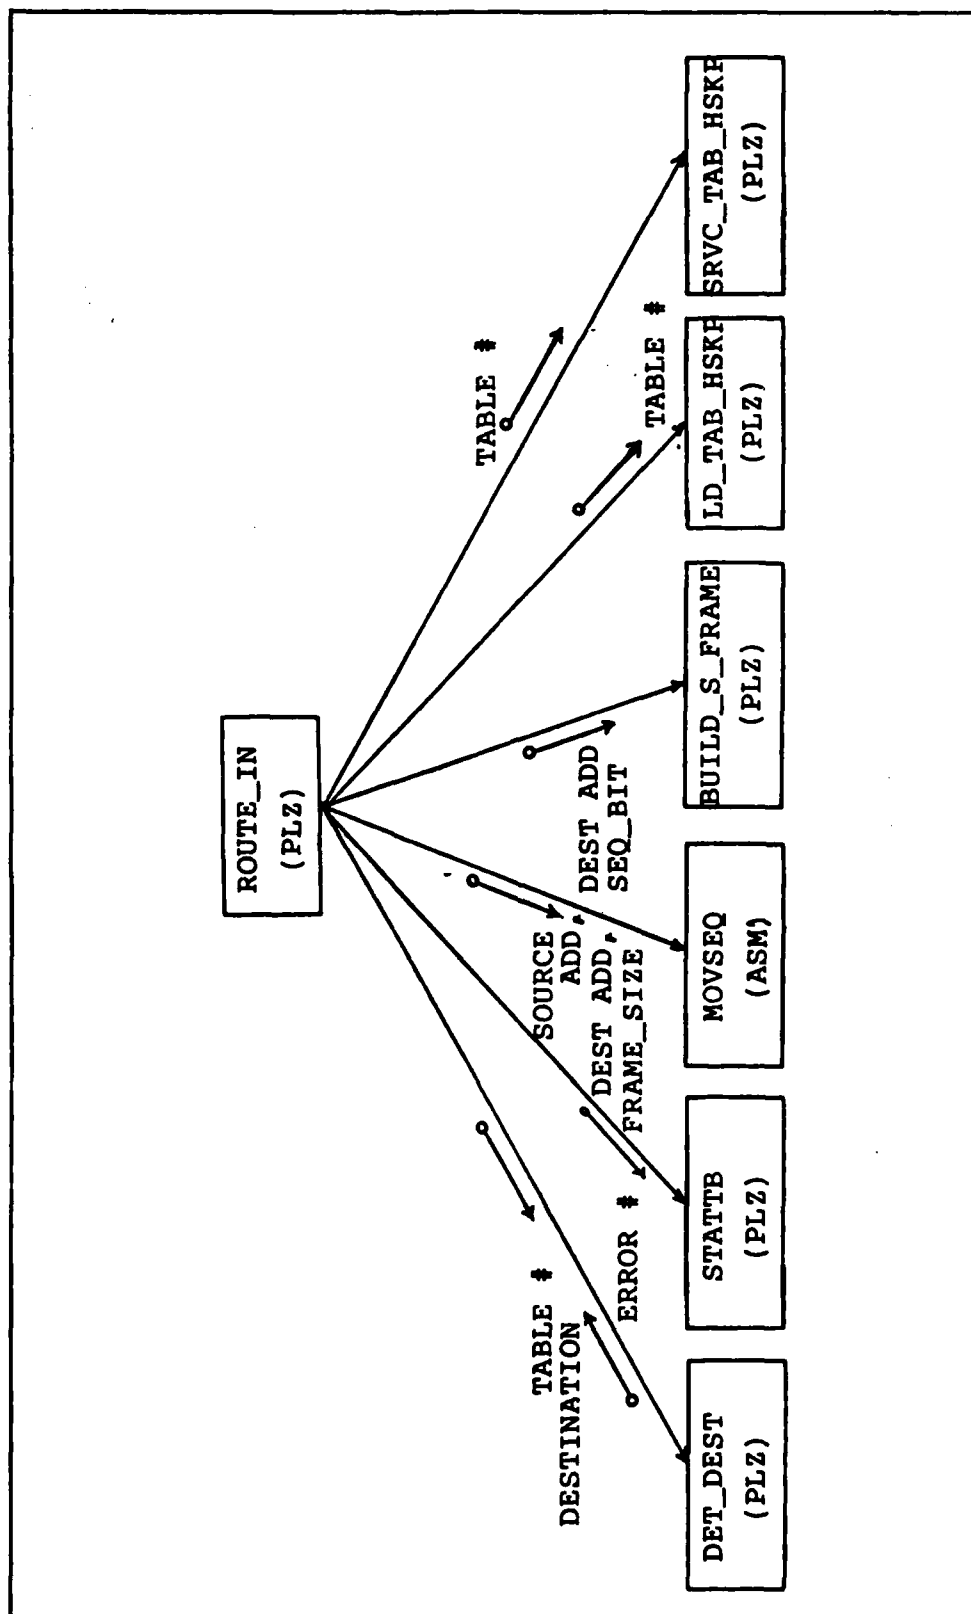 ROUTE_IN
(PLZ)
TABLE #
DESTINATION
ERROR #
SOURCE
ADD,
DEST ADD,
FRAME_SIZE
DEST ADD
SEQ_BIT
TABLE #
TABLE #
DET_DEST
(PLZ)
STATTB
(PLZ)
MOVSEQ
(ASM)
BUILD_S_FRAME
(PLZ)
LD_TAB_HSKP
(PLZ)
SRVC_TAB_HSKP
(PLZ)